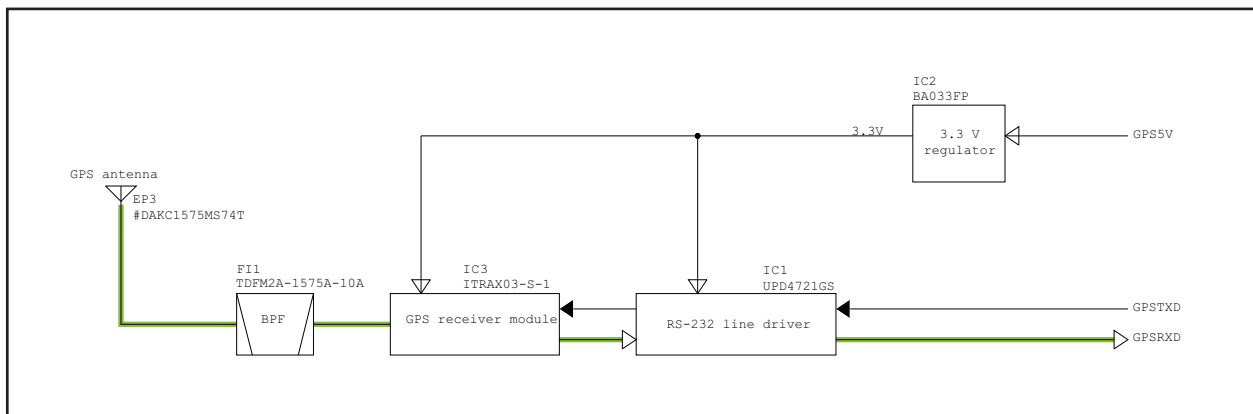 IC2
BA033FP
3.3V
3.3 V
regulator
GPS5V
GPS antenna
EP3
#DAKC1575MS74T
FI1
TDFM2A-1575A-10A
IC3
ITRAX03-S-1
IC1
UPD4721GS
BPF
GPS receiver module
RS-232 line driver
GPSTXD
GPSRXD